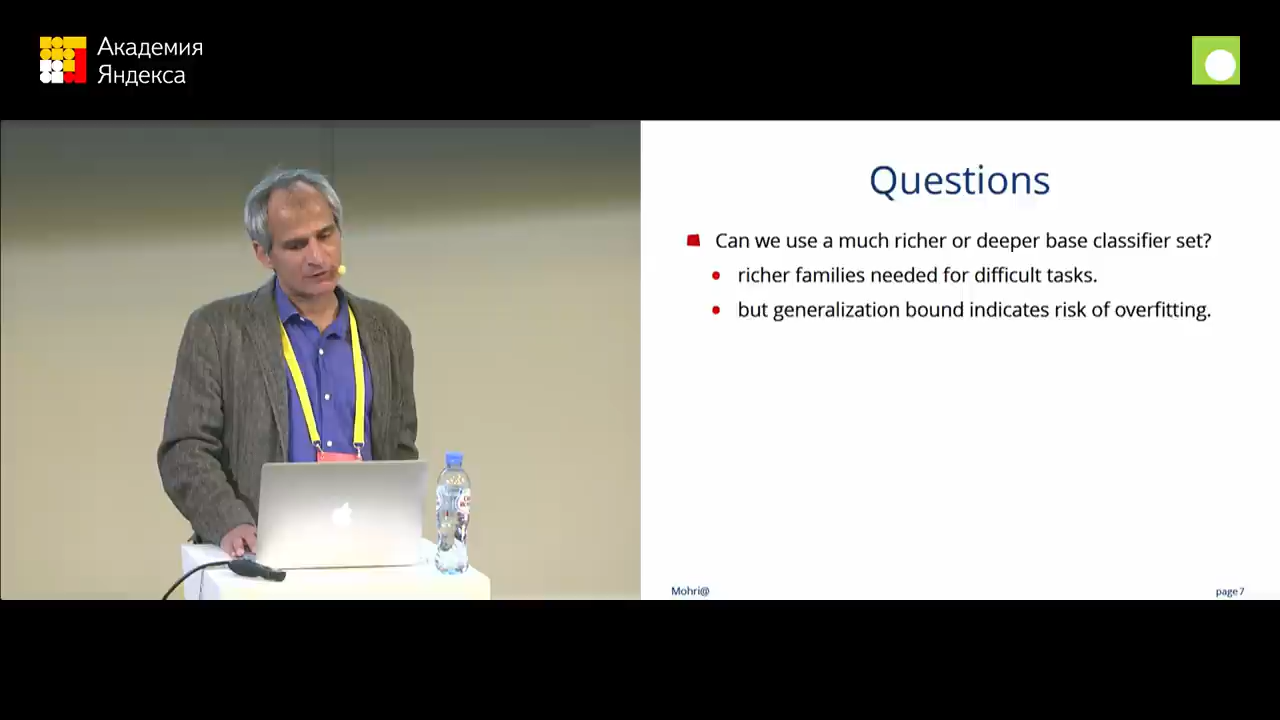 Академия
Яндекса
Questions
Can we use a much richer or deeper base classifier set?
richer families needed for difficult tasks.
but generalization bound indicates risk of overfitting.
Mohri@
page 7